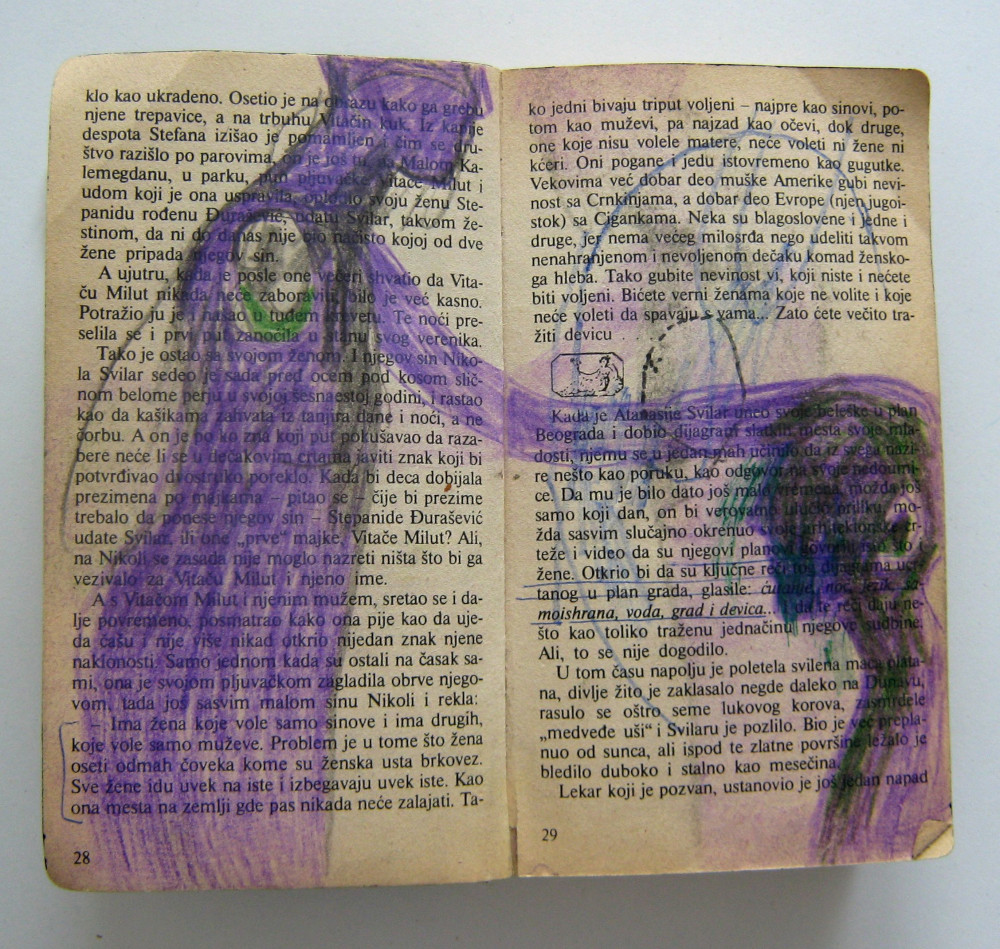 klo kao ukradeno. Osetio je na obrazu kako ga grebu
njene trepavice, a na trbuhu Vitačin kuk. Iz kapije
despota Stefana izišao je pomamljen i čim se dru-
štvo razišlo po parovima, on je još tu, na Malom Ka-
lemegdanu, u parku, pun pljuvačke Vitače Milut i
udom koji je ona uspravila, oplodio svoju ženu Ste-
panidu rođenu Đurašević, udatu Svilar, takvom že-
stinom, da ni do danas nije bio načisto kojoj od dve
žene pripada njegov sin.
A ujutru, kada je posle one večeri shvatio da Vita-
ču Milut nikada neće zaboraviti, bilo je već kasno.
Potražio ju je i našao u tuđem krevetu. Te noći pre-
selila se i prvi put zanoćila u stanu svog verenika.
Tako je ostao sa svojom ženom. I njegov sin Niko-
la Svilar sedeo je sada pred ocem pod kosom slič-
nom belome perju u svojoj šesnaestoj godini, i rastao
kao da kašikama zahvata iz tanjira dane i noći, a ne
čorbu. A on je po ko zna koji put pokušavao da raza-
bere neće li se u dečakovim crtama javiti znak koji bi
potvrđivao dvostruko poreklo. Kada bi deca dobijala
prezimena po majkama – pitao se – čije bi prezime
trebalo da ponese njegov sin – Stepanide Đurašević
udate Svilar, ili one „prve“ majke, Vitače Milut? Ali,
na Nikoli se zasada nije moglo nazreti ništa što bi ga
vezivalo za Vitaču Milut i njeno ime.
A s Vitačom Milut i njenim mužem, sretao se i da-
lje povremeno, posmatrao kako ona pije kao da uje-
da čašu i nije više nikad otkrio nijedan znak njene
naklonosti. Samo jednom kada su ostali na časak sa-
mi, ona je svojom pljuvačkom zagladila obrve njego-
vom, tada još sasvim malom sinu Nikoli i rekla:
– Ima žena koje vole samo sinove i ima drugih,
koje vole samo muževe. Problem je u tome što žena
oseti odmah čoveka kome su ženska usta brkovez.
Sve žene idu uvek na iste i izbegavaju uvek iste. Kao
ona mesta na zemlji gde pas nikada neće zalajati. Ta-
28
ko jedni bivaju triput voljeni – najpre kao sinovi, po-
tom kao muževi, pa najzad kao očevi, dok druge,
one koje nisu volele matere, neće voleti ni žene ni
kćeri. Oni pogane i jedu istovremeno kao gugutke.
Vekovima već dobar deo muške Amerike gubi nevi-
nost sa Crnkinjama, a dobar deo Evrope (njen jugoi-
stok) sa Cigankama. Neka su blagoslovene i jedne i
druge, jer nema većeg milosrđa nego udeliti takvom
nenahranjenom i nevoljenom dečaku komad žensko-
ga hleba. Tako gubite nevinost vi, koji niste i nećete
biti voljeni. Bićete verni ženama koje ne volite i koje
neće voleti da spavaju s vama... Zato ćete večito tra-
žiti devicu . . .
Kada je Atanasije Svilar uneo svoje beleške u plan
Beograda i dobio dijagram slatkih mesta svoje mla-
dosti, njemu se u jedan mah učinilo da iz svega nazi-
re nešto kao poruku, kao odgovor na svoje nedoumi-
ce. Da mu je bilo dato još malo vremena, možda još
samo koji dan, on bi verovatno uhvatio priliku, mo-
žda sasvim slučajno okrenuo svoje arhitektonske cr-
teže i video da su njegovi planovi govorili isto što i
žene. Otkrio bi da su ključne reči tog dijagrama ucr-
tanog u plan grada, glasile: ćutanje, noć, jezik, sa-
moishrana, voda, grad i devica... i da te reči daju ne-
što kao toliko traženu jednačinu njegove sudbine.
Ali, to se nije dogodilo.
U tom času napolju je poletela svilena maca plata-
na, divlje žito je zaklasalo negde daleko na Dunavu,
rasulo se oštro seme lukovog korova, zasmrdele
„medveđe uši“ i Svilaru je pozlilo. Bio je već prepla-
nuo od sunca, ali ispod te zlatne površine ležalo je
bledilo duboko i stalno kao mesečina.
Lekar koji je pozvan, ustanovio je još jedan napad
29